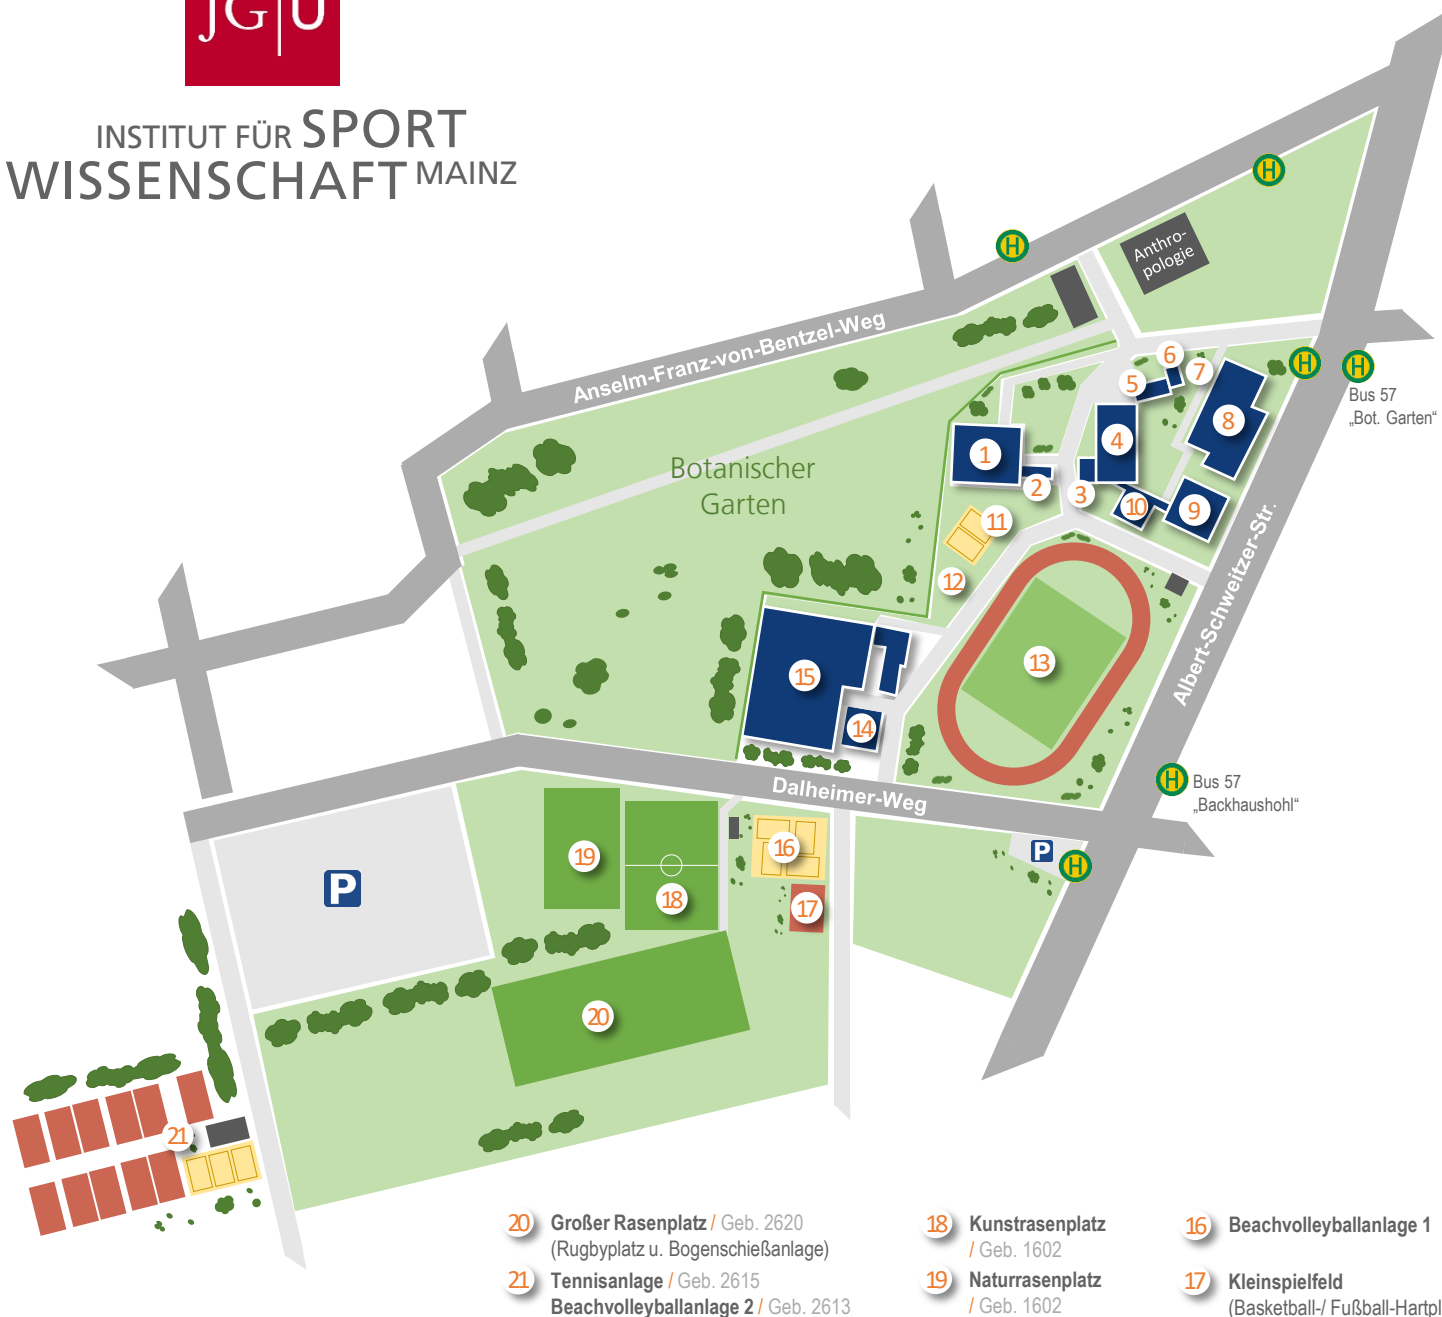 JG|U
INSTITUT FÜR SPORT
WISSENSCHAFT MAINZ
H
H
Anthro-
pologie
Anselm-Franz-von-Bentzel-Weg
6
7
5
H
H
Bus 57
„Bot. Garten“
8
4
1
Botanischer
Garten
2
3
10
9
11
12
Albert-Schweitzer-Str.
13
15
14
H
Bus 57
„Backhaushohl“
Dalheimer-Weg
16
P
H
19
P
18
17
20
21
20 Großer Rasenplatz / Geb. 2620
(Rugbyplatz u. Bogenschießanlage)
21 Tennisanlage / Geb. 2615
Beachvolleyballanlage 2 / Geb. 2613
18 Kunstrasenplatz
/ Geb. 1602
19 Naturrasenplatz
/ Geb. 1602
16 Beachvolleyballanlage 1
17 Kleinspielfeld
(Basketball-/ Fußball-Hartpl